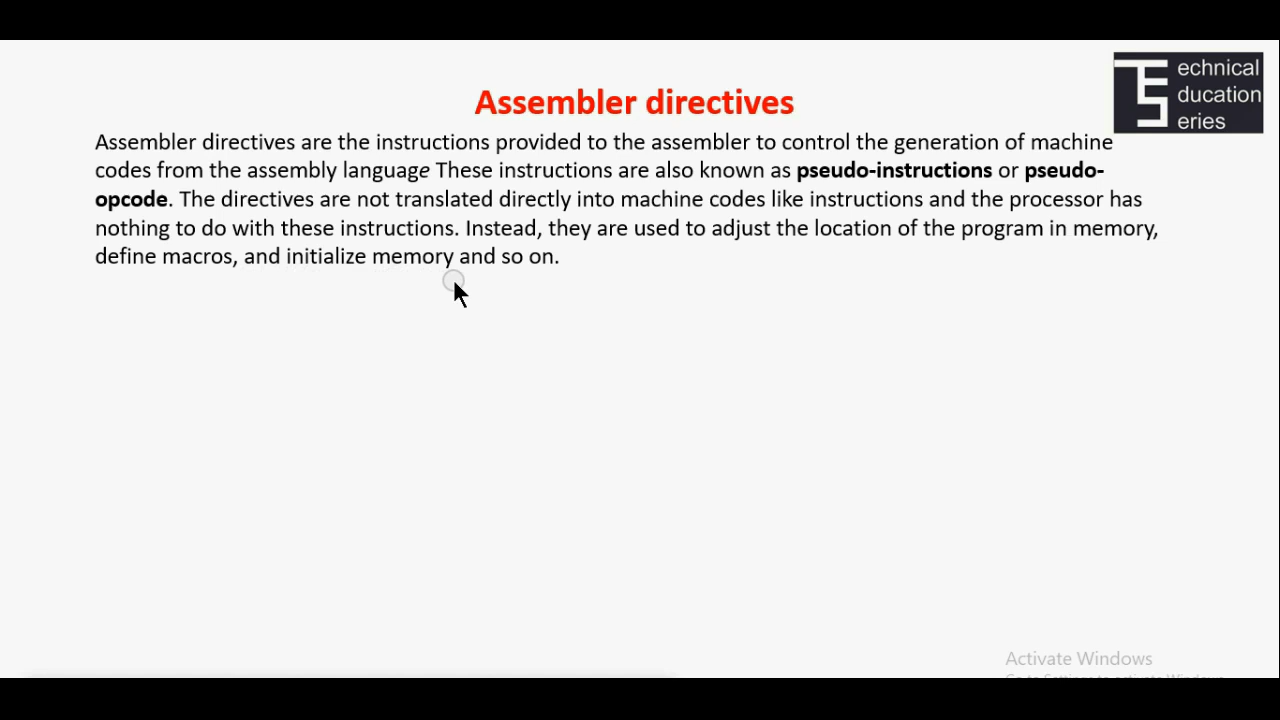 Assembler directives
Assembler directives are the instructions provided to the assembler to control the generation of machine
codes from the assembly language These instructions are also known as pseudo-instructions or pseudo-
opcode. The directives are not translated directly into machine codes like instructions and the processor has
nothing to do with these instructions. Instead, they are used to adjust the location of the program in memory,
define macros, and initialize memory and so on.
TES
echnical
ducation
eries
Activate Windows